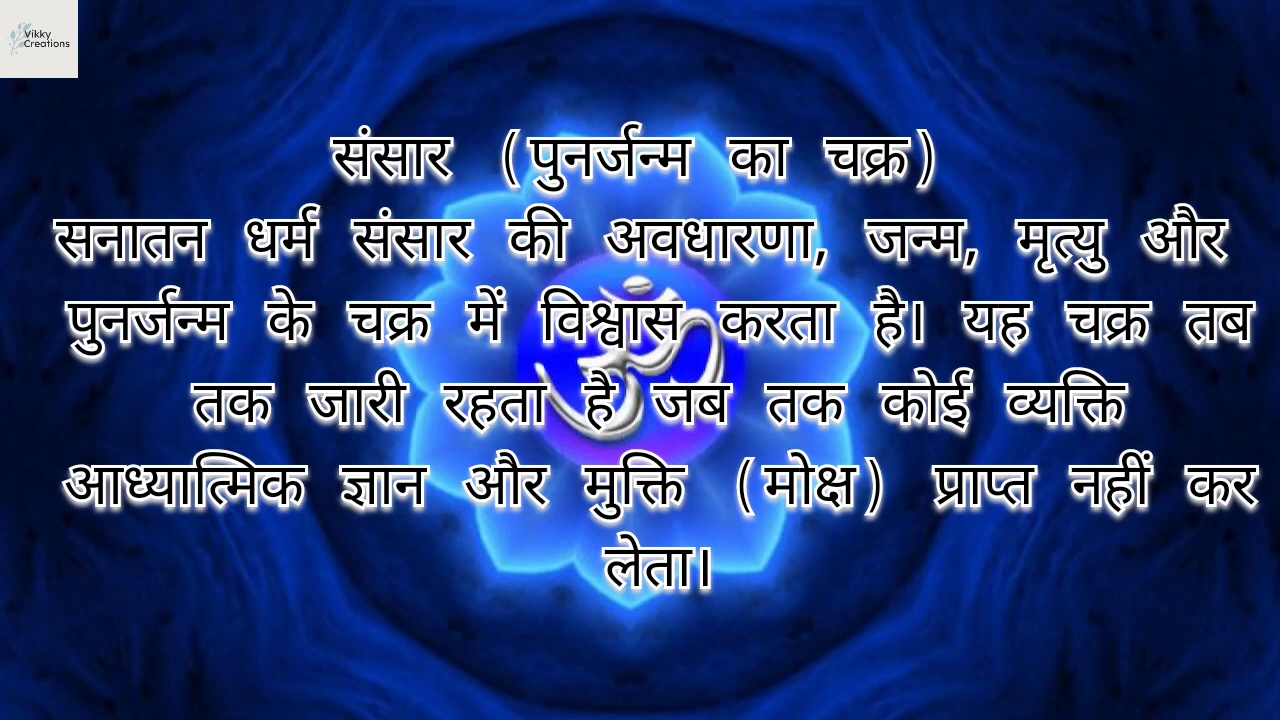 Vikky
Creations
संसार (पुनर्जन्म का चक्र)
सनातन धर्म संसार की अवधारणा, जन्म, मृत्यु और
पुनर्जन्म के चक्र में विश्वास करता है। यह चक्र तब
तक जारी रहता है जब तक कोई व्यक्ति
आध्यात्मिक ज्ञान और मुक्ति (मोक्ष) प्राप्त नहीं कर
लेता।
ॐ